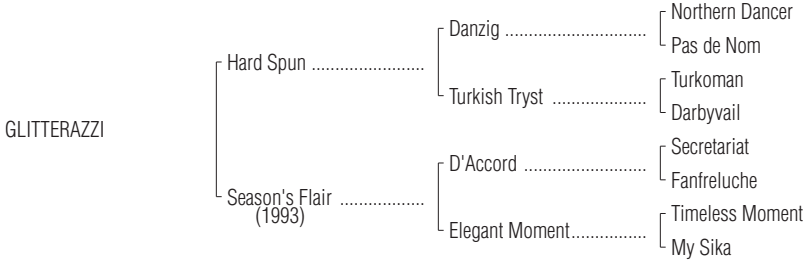 Northern Dancer
Danzig ..............................
Pas de Nom
Hard Spun ........................
Turkoman
Turkish Tryst ....................
Darbyvail
GLITTERAZZI
Secretariat
D'Accord ..........................
Fanfreluche
Season's Flair ..................
(1993)
Timeless Moment
Elegant Moment................
My Sika